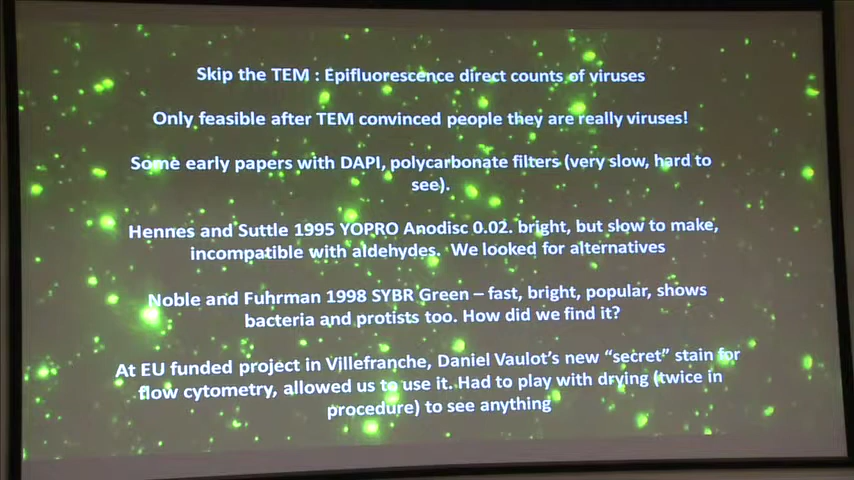 Skip the TEM : Epifluorescence direct counts of viruses
Only feasible after TEM convinced people they are really viruses!
Some early papers with DAPI, polycarbonate filters (very slow, hard to
see).
Hennes and Suttle 1995 YOPRO Anodisc 0.02. bright, but slow to make,
incompatible with aldehydes. We looked for alternatives
Noble and Fuhrman 1998 SYBR Green – fast, bright, popular, shows
bacteria and protists too. How did we find it?
At EU funded project in Villefranche, Daniel Vaulot's new “secret” stain for
flow cytometry, allowed us to use it. Had to play with drying (twice in
procedure) to see anything